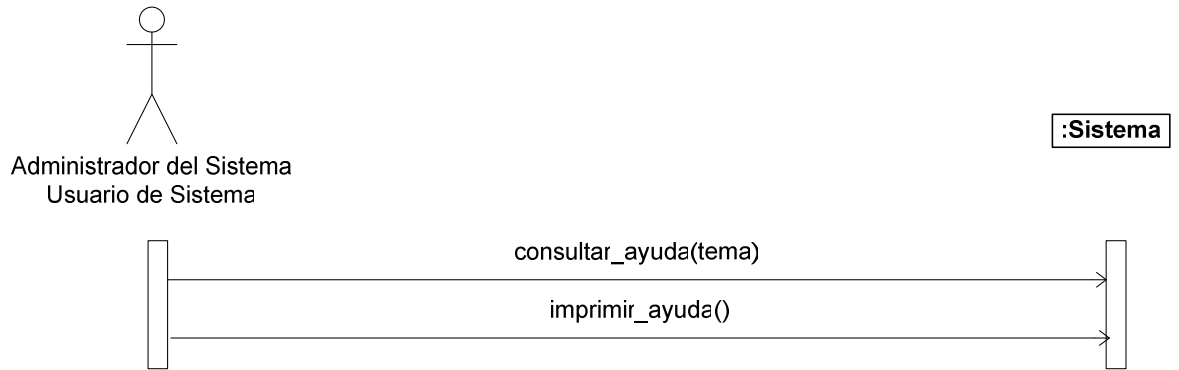 :Sistema
Administrador del Sistema
Usuario de Sistema
consultar_ayuda(tema)
imprimir_ayuda()